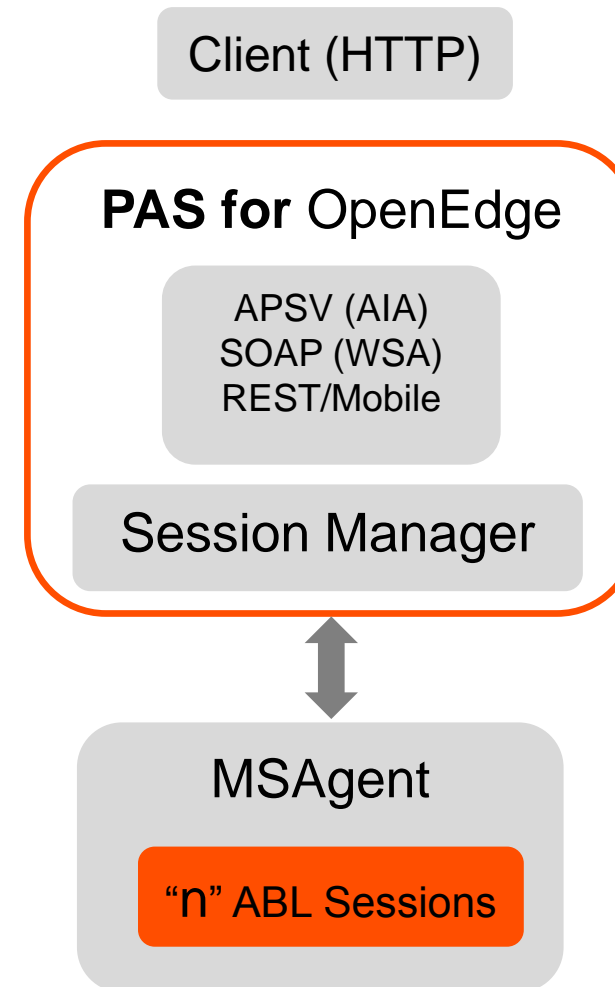 Client (HTTP)
PAS for OpenEdge
APSV (AIA)
SOAP (WSA)
REST/Mobile
Session Manager
MSAgent
“n” ABL Sessions